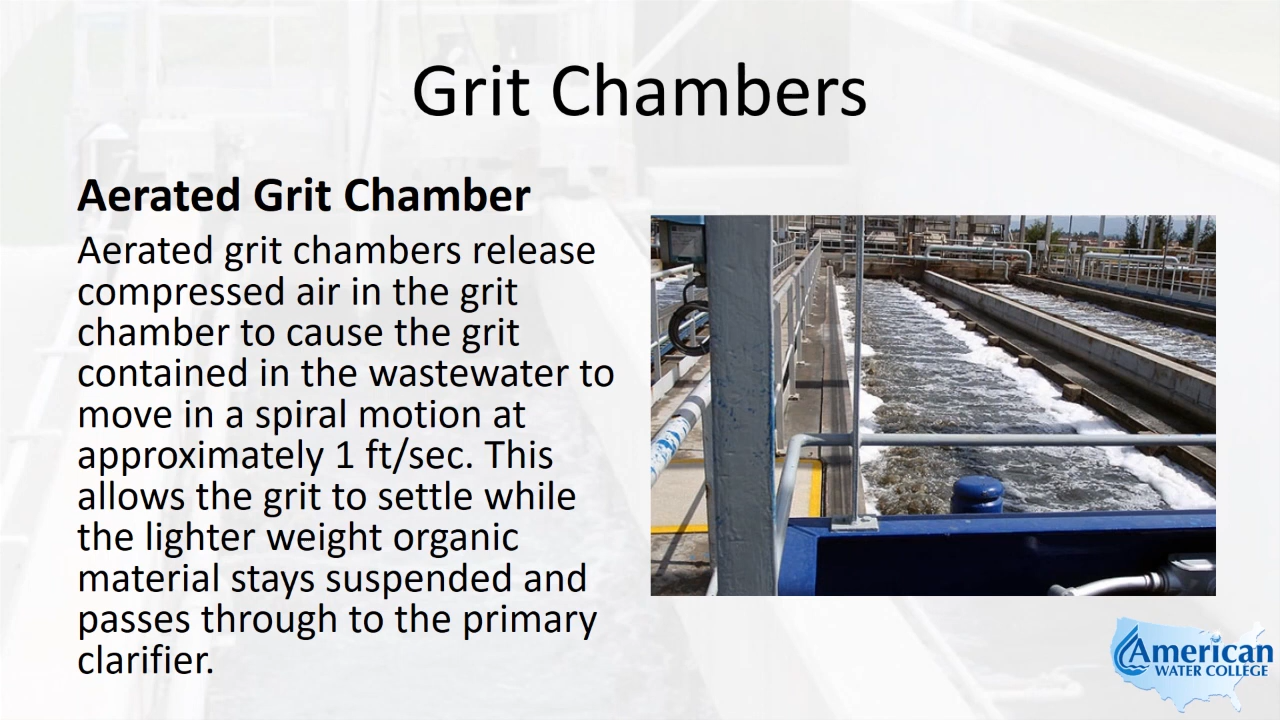 Grit Chambers
Aerated Grit Chamber
Aerated grit chambers release
compressed air in the grit
chamber to cause the grit
contained in the wastewater to
move in a spiral motion at
approximately 1 ft/sec. This
allows the grit to settle while
the lighter weight organic
material stays suspended and
passes through to the primary
clarifier.
American
WATER COLLEGE